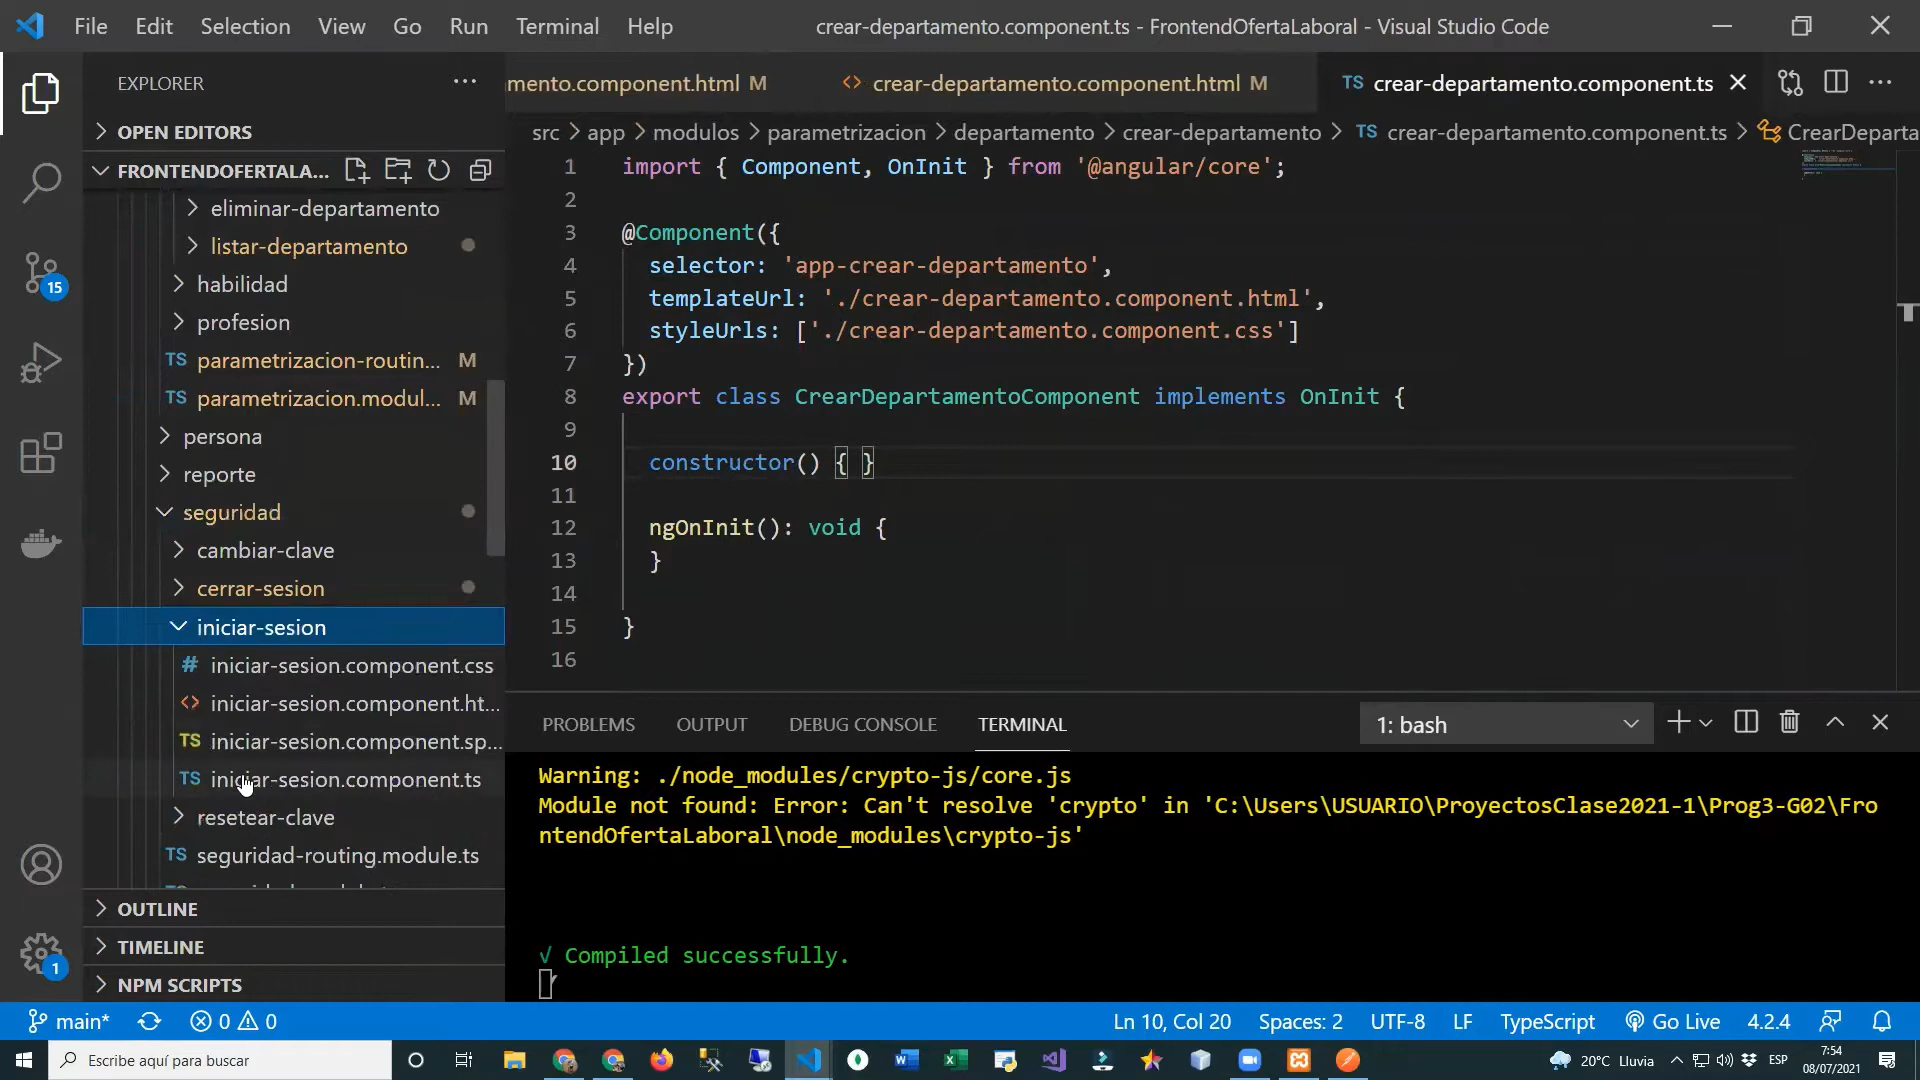 File Edit Selection View Go Run Terminal Help
crear-departamento.component.ts - FrontendOfertaLaboral - Visual Studio Code
EXPLORER
OPEN EDITORS
FRONTENDOFERTALA...
eliminar-departamento
listar-departamento
habilidad
profesion
TS parametrizacion-routin... M
TS parametrizacion.modul... M
persona
reporte
seguridad
cambiar-clave
cerrar-sesion
iniciar-sesion
# iniciar-sesion.component.css
<> iniciar-sesion.component.ht...
TS iniciar-sesion.component.sp...
TS iniciar-sesion.component.ts
resetear-clave
TS seguridad-routing.module.ts
OUTLINE
TIMELINE
NPM SCRIPTS
15
1
mento.component.html M
<> crear-departamento.component.html M
TS crear-departamento.component.ts
src > app > modulos > parametrizacion > departamento > crear-departamento > TS crear-departamento.component.ts > CrearDeparta
1 import { Component, OnInit } from '@angular/core';
2
3 @Component({
4 selector: 'app-crear-departamento',
5 templateUrl: './crear-departamento.component.html',
6 styleUrls: ['./crear-departamento.component.css']
7 })
8 export class CrearDepartamentoComponent implements OnInit {
9
10 constructor() { }
11
12 ngOnInit(): void {
13 }
14
15 }
16
PROBLEMS OUTPUT DEBUG CONSOLE TERMINAL
1: bash
Warning: ./node_modules/crypto-js/core.js
Module not found: Error: Can't resolve 'crypto' in 'C:\Users\USUARIO\ProyectosClase2021-1\Prog3-G02\Fro
ntendOfertaLaboral\node_modules\crypto-js'
√ Compiled successfully.
main* 0 0
Ln 10, Col 20 Spaces: 2 UTF-8 LF TypeScript Go Live 4.2.4
Escribe aquí para buscar
20°C Lluvia
ESP
7:54
08/07/2021